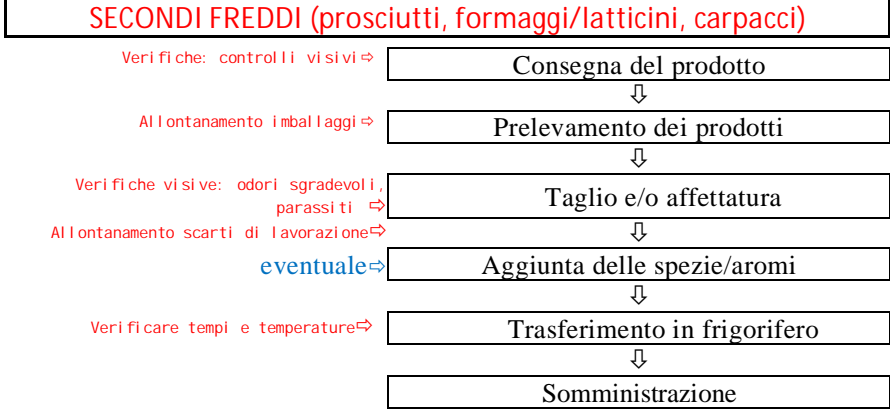 SECONDI FREDDI (prosciutti, formaggi/latticini, carpacci)
Verifiche: controlli visivi⇨
Consegna del prodotto
⇩
Allontanamento imballaggi⇨
Prelevamento dei prodotti
⇩
Verifiche visive: odori sgradevoli,
parassiti ⇨
Taglio e/o affettatura
Allontanamento scarti di lavorazione⇨
⇩
eventuale⇨
Aggiunta delle spezie/aromi
⇩
Verificare tempi e temperature⇨
Trasferimento in frigorifero
⇩
Somministrazione